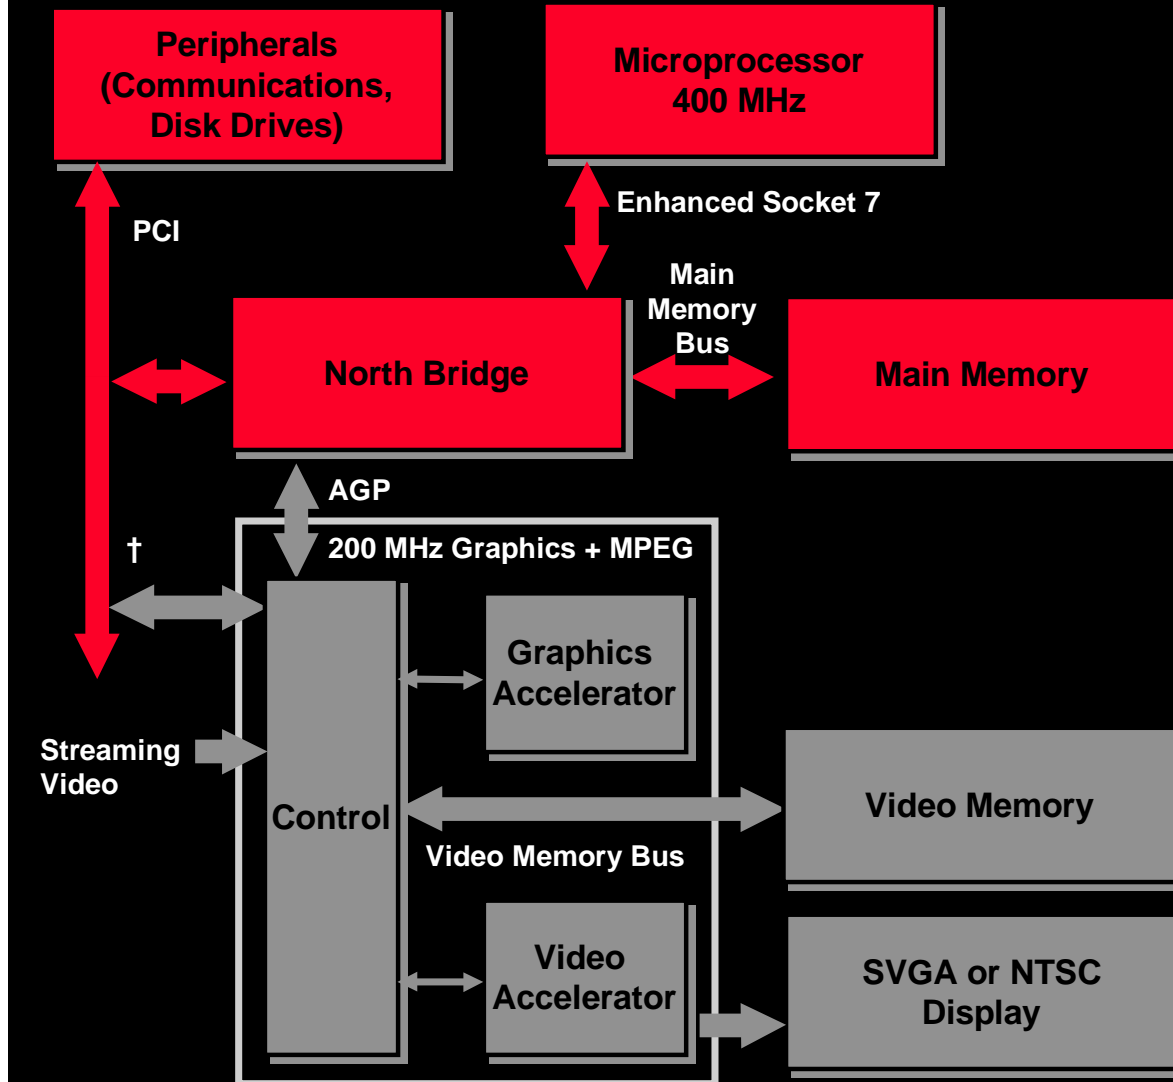 Peripherals
(Communications,
Disk Drives)
Microprocessor
400 MHz
PCI
Enhanced Socket 7
Main
Memory
Bus
North Bridge
Main Memory
AGP
†
200 MHz Graphics + MPEG
Graphics
Accelerator
Streaming
Video
Control
Video Memory
Video Memory Bus
Video
Accelerator
SVGA or NTSC
Display